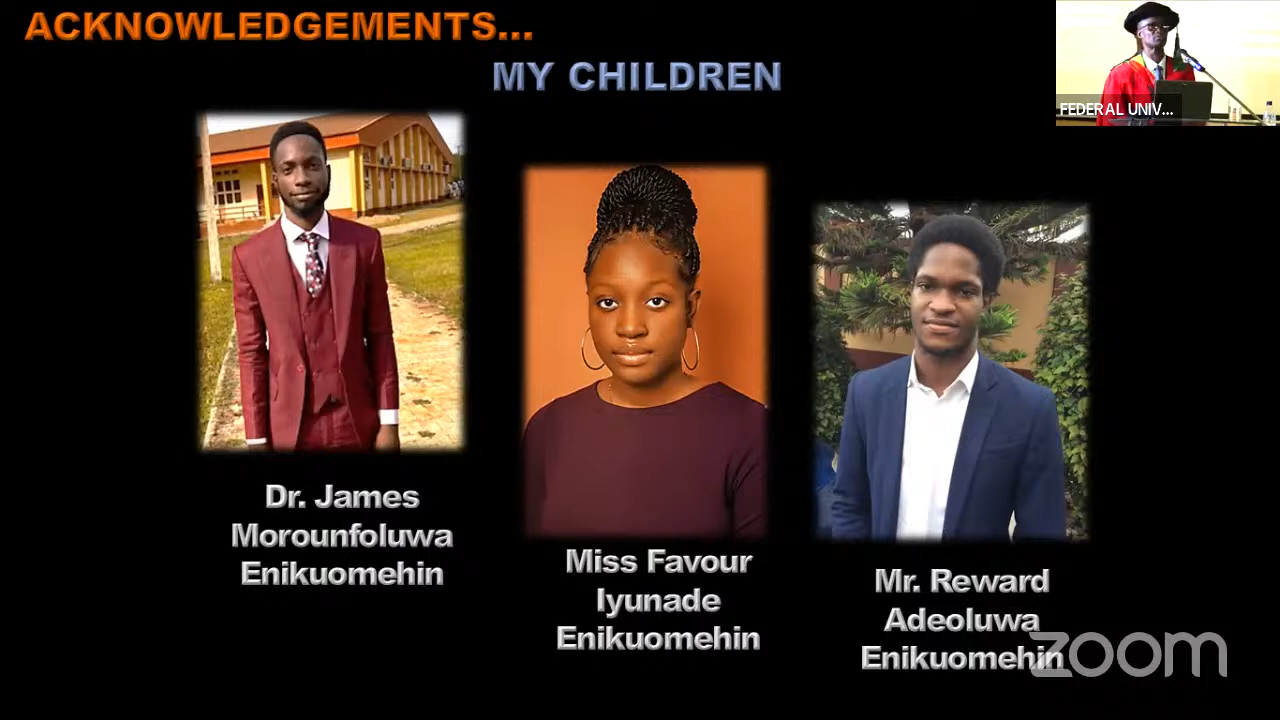 ACKNOWLEDGEMENTS...
MY CHILDREN
FEDERAL UNIV...
Dr. James
Morounfoluwa
Enikuomehin
Miss Favour
Iyunade
Enikuomehin
Mr. Reward
Adeoluwa
Enikuomehin
zoom